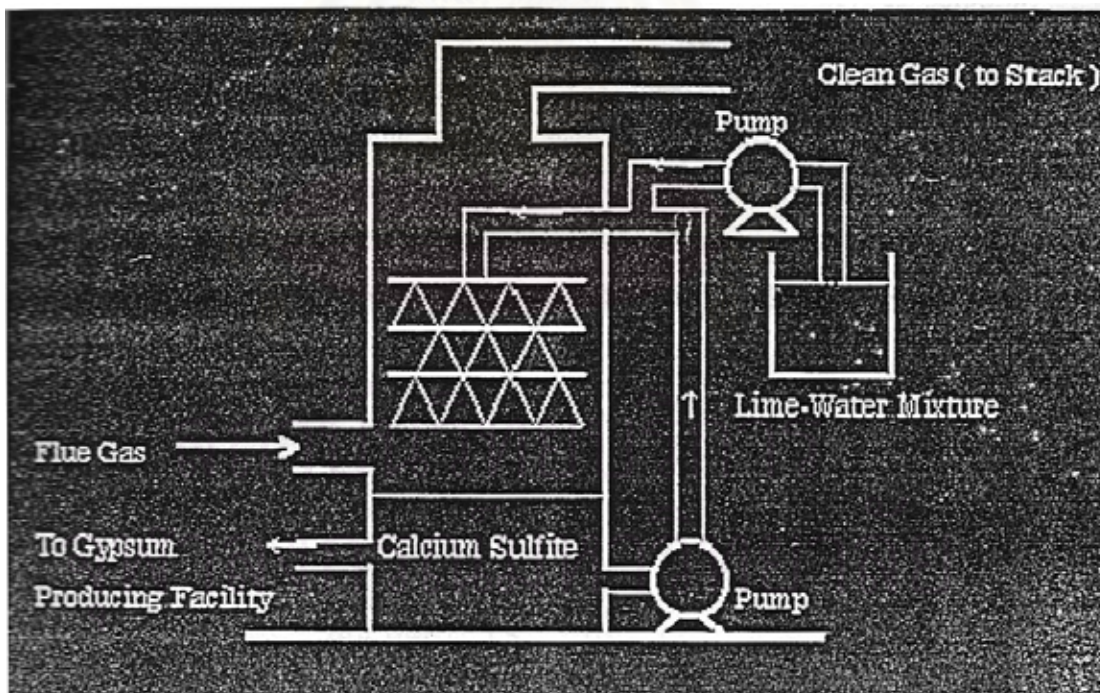 Clean Gas ( to Stack )
Pump
Lime-Water Mixture
Flue Gas
To Gypsum
Producing Facility
Calcium Sulfite
Pump